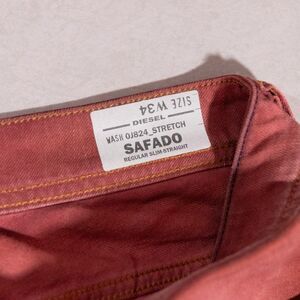 SIZE W34
DIESEL
WASH 0J824_STRETCH
SAFADO
REGULAR SLIM-STRAIGHT